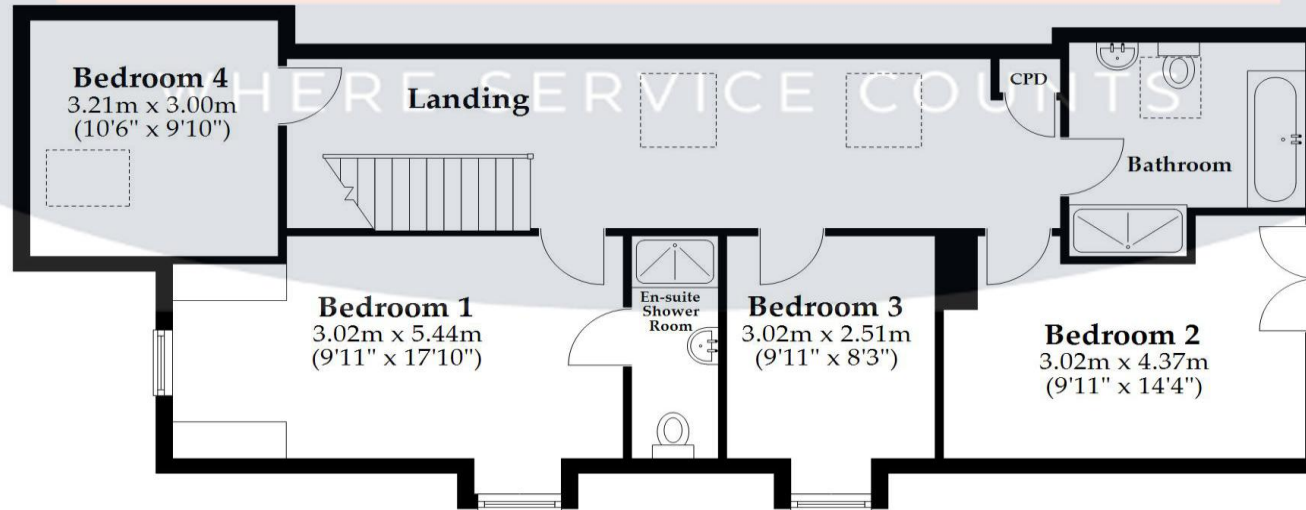 WHERE SERVICE COUNTS
Bedroom 4
3.21m x 3.00m
(10'6" x 9'10")
Landing
CPD
Bathroom
Bedroom 1
3.02m x 5.44m
(9'11" x 17'10")
En-suite
Shower
Room
Bedroom 3
3.02m x 2.51m
(9'11" x 8'3")
Bedroom 2
3.02m x 4.37m
(9'11" x 14'4")